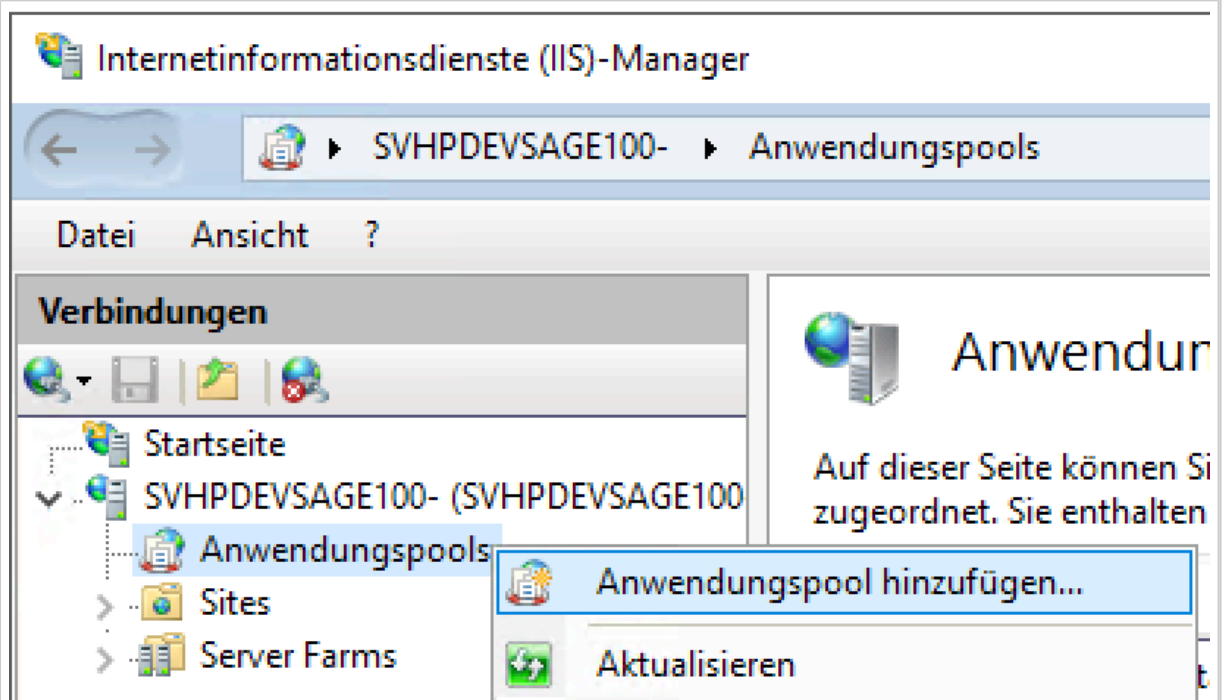 Internetinformationsdienste (IIS)-Manager
SVHPDEVSAGE100- Anwendungspools
Datei Ansicht ?
Verbindungen
Startseite
SVHPDEVSAGE100- (SVHPDEVSAGE100
Anwendungspools
Sites
Server Farms
Anwendun
Auf dieser Seite können Si
zugeordnet. Sie enthalten
Anwendungspool hinzufügen...
Aktualisieren